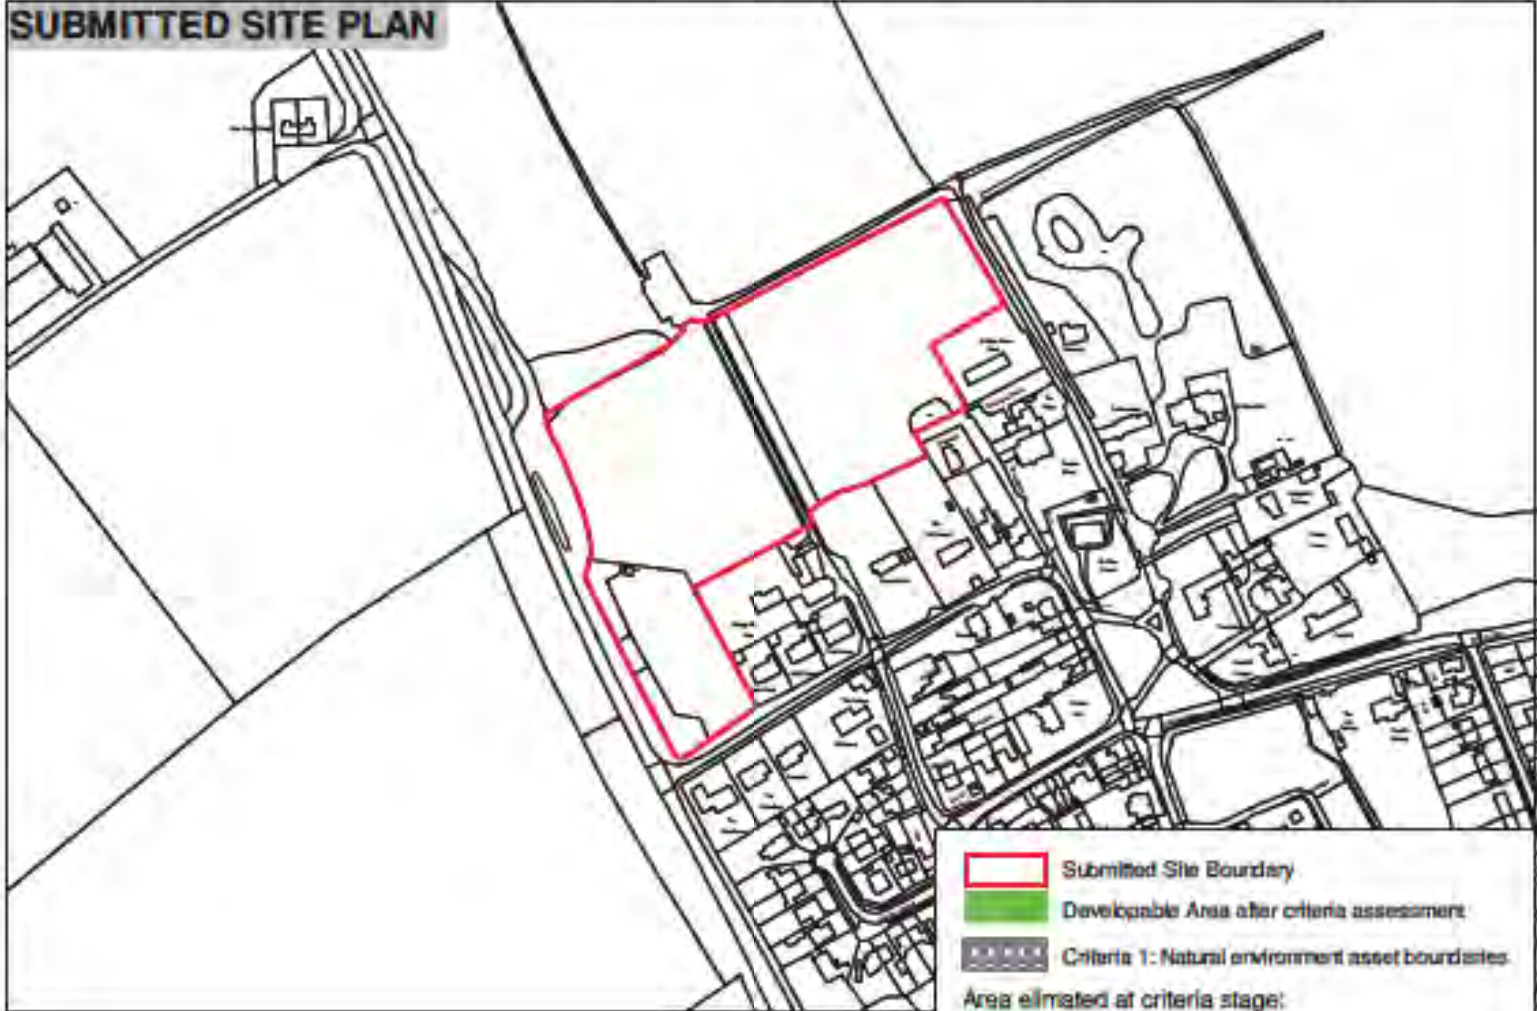 SUBMITTED SITE PLAN
Submitted Site Boundary
Developable Area after criteria assessment
Criteria 1: Natural environment asset boundaries
Area elimated at criteria stage: